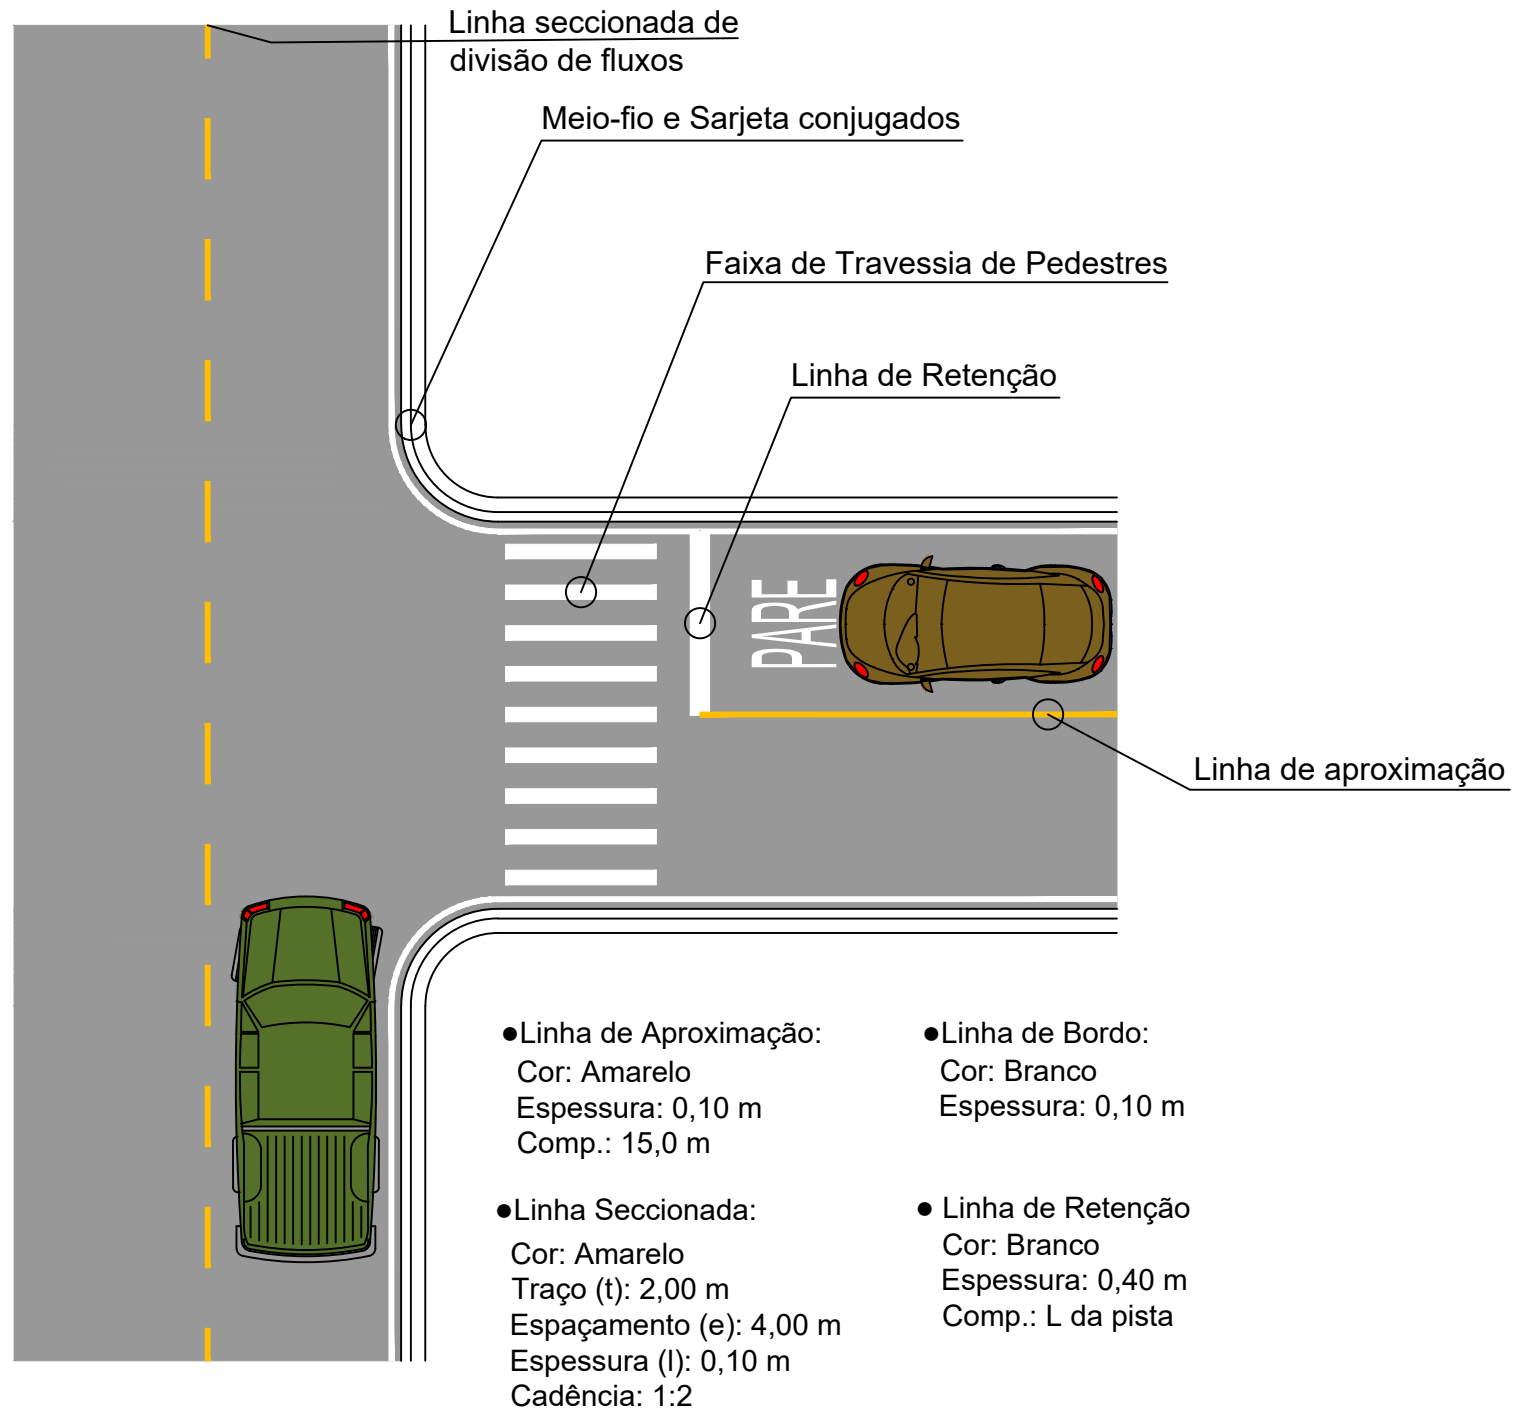 Linha seccionada de
divisão de fluxos
Meio-fio e Sarjeta conjugados
Faixa de Travessia de Pedestres
Linha de Retenção
PARE
Linha de aproximação
●Linha de Aproximação:
Cor: Amarelo
Espessura: 0,10 m
Comp.: 15,0 m
●Linha de Bordo:
Cor: Branco
Espessura: 0,10 m
●Linha Seccionada:
Cor: Amarelo
Traço (t): 2,00 m
Espaçamento (e): 4,00 m
Espessura (l): 0,10 m
Cadência: 1:2
● Linha de Retenção
Cor: Branco
Espessura: 0,40 m
Comp.: L da pista